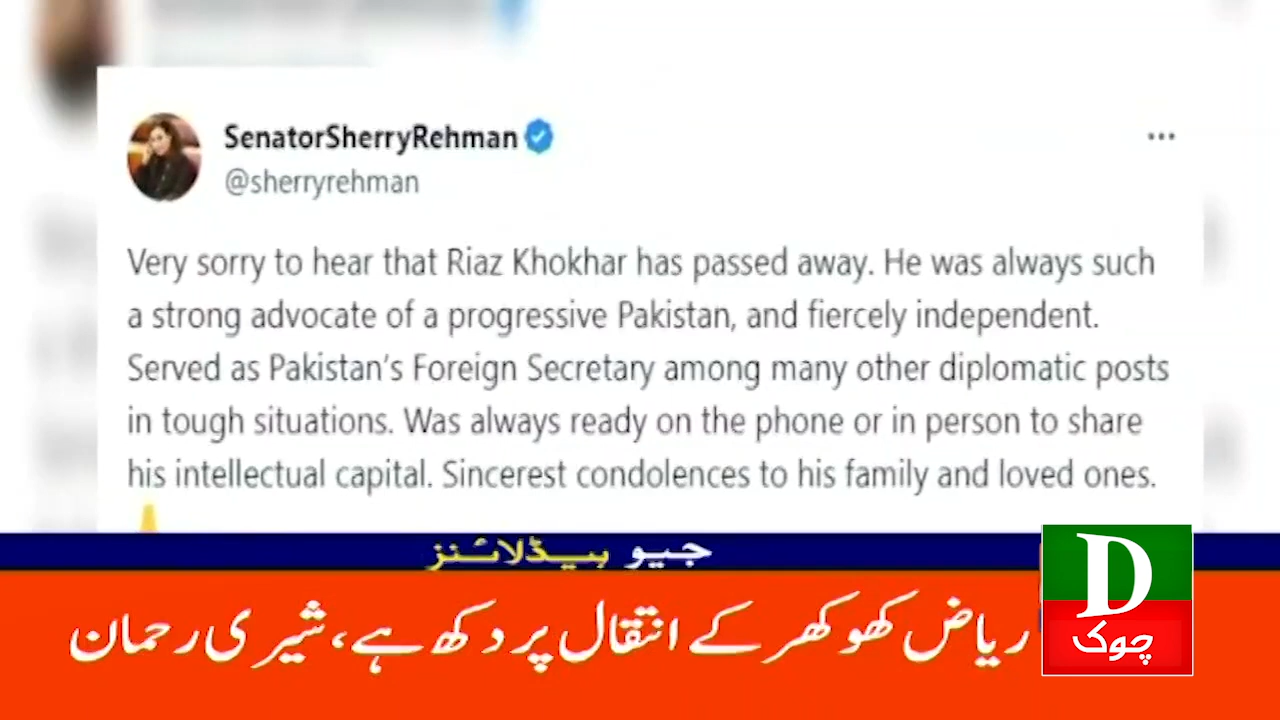 SenatorSherryRehman
@sherryrehman
Very sorry to hear that Riaz Khokhar has passed away. He was always such
a strong advocate of a progressive Pakistan, and fiercely independent.
Served as Pakistan's Foreign Secretary among many other diplomatic posts
in tough situations. Was always ready on the phone or in person to share
his intellectual capital. Sincerest condolences to his family and loved ones.
جیو ہیڈلائنز
ریاض کھوکھر کے انتقال پر دکھ ہے، شیری رحمان
D
چوک